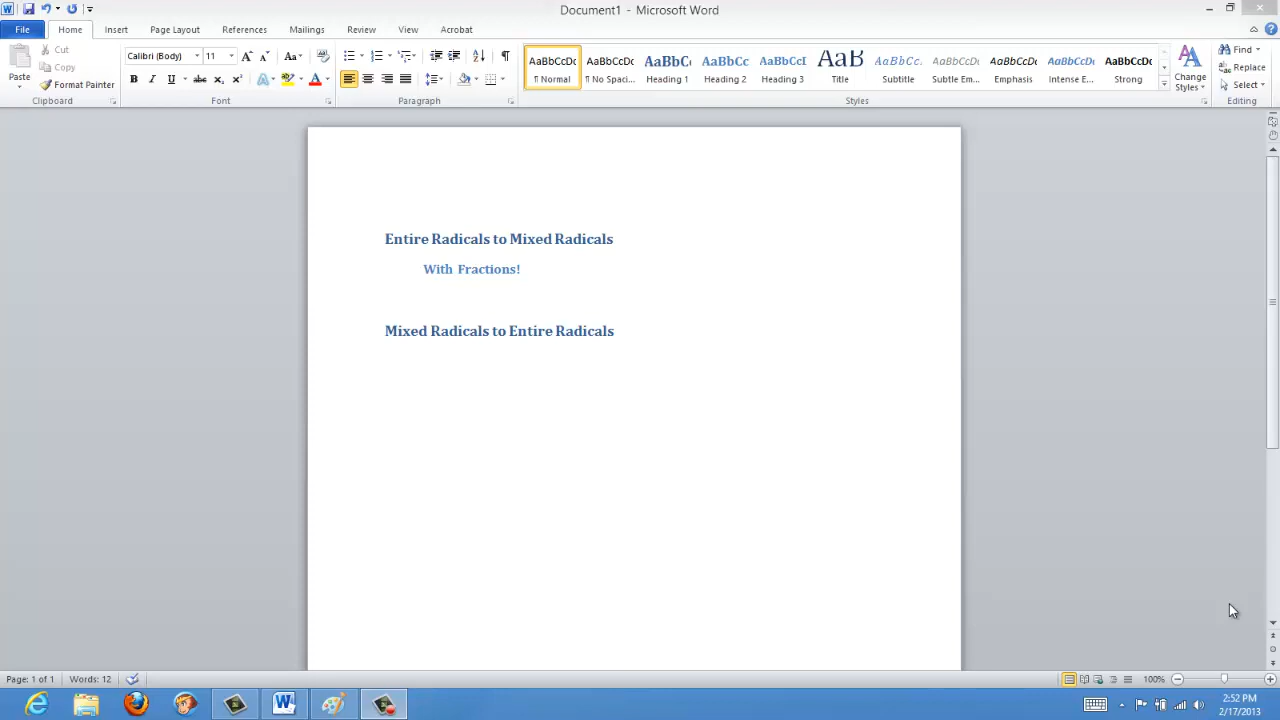 Document1 - Microsoft Word
File Home Insert Page Layout References Mailings Review View Acrobat
Paste
Cut
Copy
Format Painter
Clipboard
Calibri (Body) 11
Font
Paragraph
AaBbCcDc AaBbCcDc AaBbC( AaBbCc AaBbCcI AaB AaBbCc. AaBbCcDi AaBbCcDi AaBbCcDi AaBbCcDc
¶ Normal ¶ No Spaci... Heading 1 Heading 2 Heading 3 Title Subtitle Subtle Em... Emphasis Intense E... Strong
Styles
Change Styles
Find
Replace
Select
Editing
Entire Radicals to Mixed Radicals
With Fractions!
Mixed Radicals to Entire Radicals
Page: 1 of 1 Words: 12 100%
2:52 PM
2/17/2013